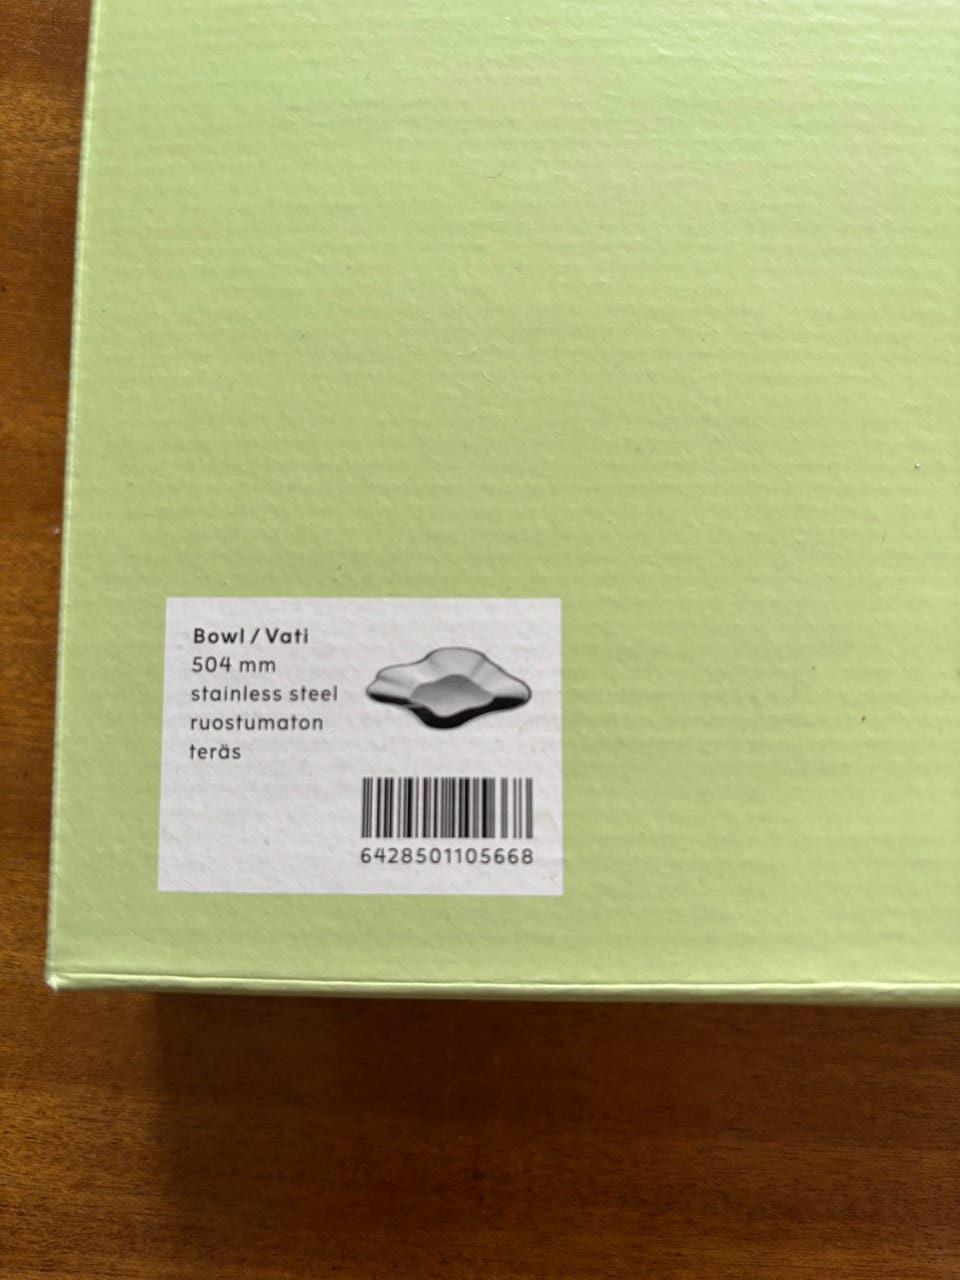 Bowl / Vati
504 mm
stainless steel
ruostumaton
teräs
6428501105668